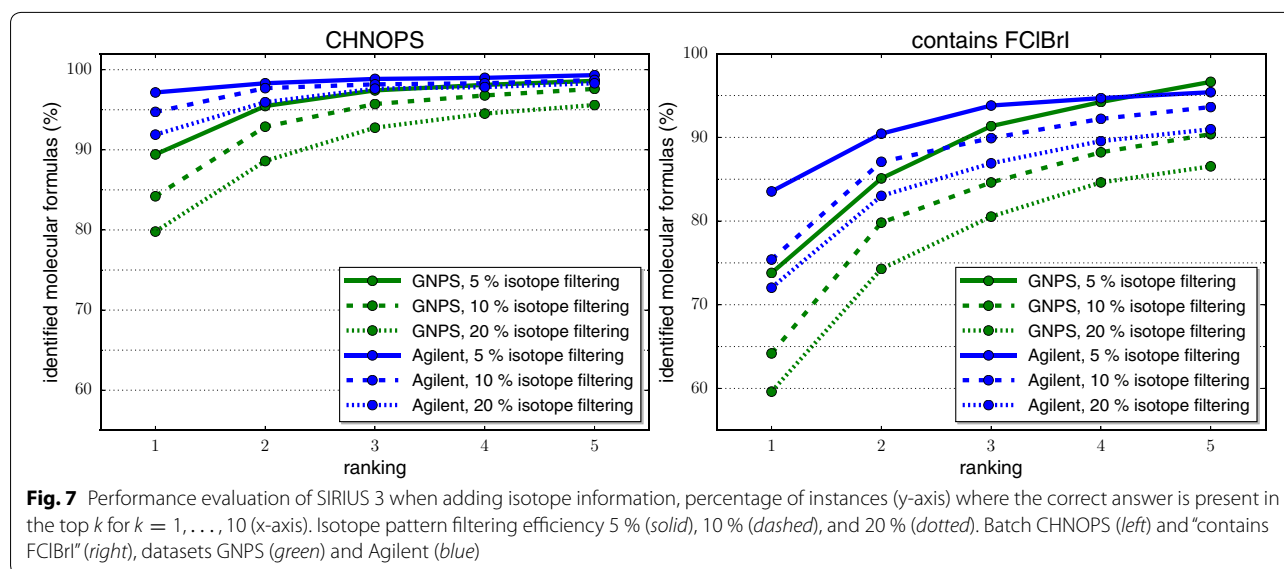 CHNOPS
identified molecular formulas (%)
100
90
80
70
60
GNPS, 5 % isotope filtering
GNPS, 10 % isotope filtering
GNPS, 20 % isotope filtering
Agilent, 5 % isotope filtering
Agilent, 10 % isotope filtering
Agilent, 20 % isotope filtering
1 2 3 4 5
ranking
contains FClBrI
identified molecular formulas (%)
100
90
80
70
60
GNPS, 5 % isotope filtering
GNPS, 10 % isotope filtering
GNPS, 20 % isotope filtering
Agilent, 5 % isotope filtering
Agilent, 10 % isotope filtering
Agilent, 20 % isotope filtering
1 2 3 4 5
ranking
Fig. 7 Performance evaluation of SIRIUS 3 when adding isotope information, percentage of instances (y-axis) where the correct answer is present in
the top k for k = 1, . . . , 10 (x-axis). Isotope pattern filtering efficiency 5 % (solid), 10 % (dashed), and 20 % (dotted). Batch CHNOPS (left) and “contains
FClBrI” (right), datasets GNPS (green) and Agilent (blue)